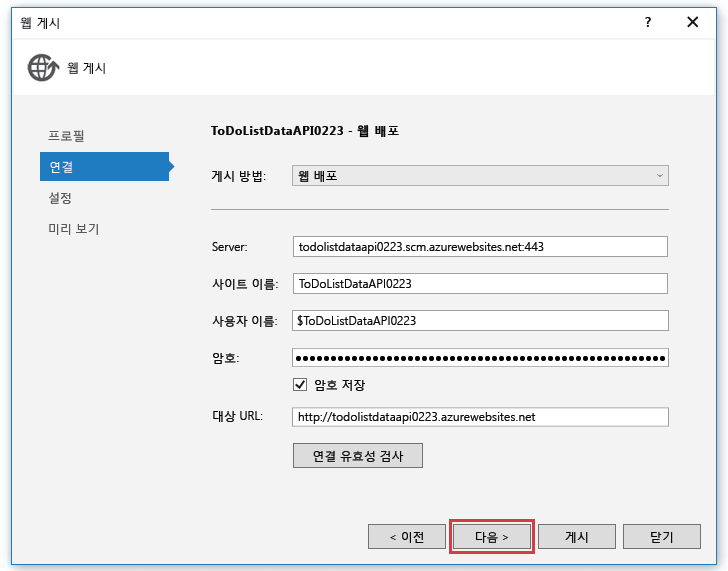 웹 게시
?
웹 게시
프로필
연결
설정
미리 보기
ToDoListDataAPI0223 - 웹 배포
게시 방법: 웹 배포
Server: todolistdataapi0223.scm.azurewebsites.net:443
사이트 이름: ToDoListDataAPI0223
사용자 이름: $ToDoListDataAPI0223
암호:
암호 저장
대상 URL: http://todolistdataapi0223.azurewebsites.net
연결 유효성 검사
< 이전 다음 > 게시 닫기